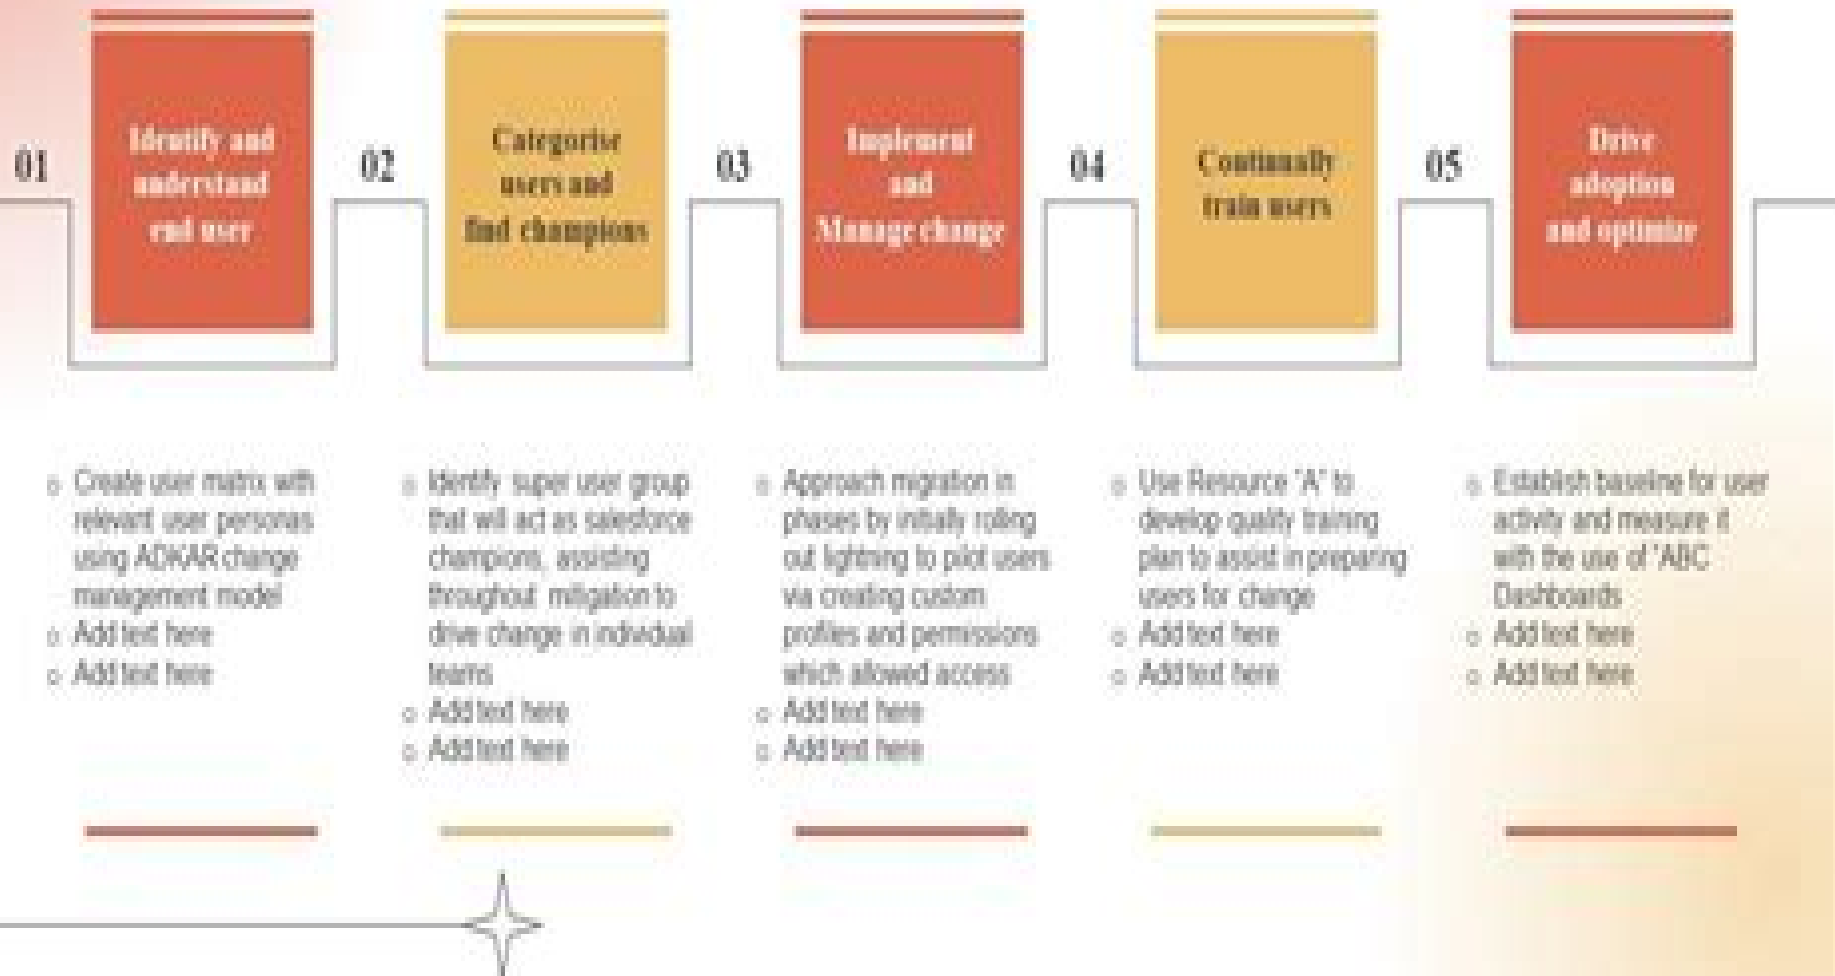 01
Identify and
understand
end user
02
Categorise
users and
find champions
03
Implement
and
Manage change
04
Continually
train users
05
Drive
adoption
and optimize
o Create user matrix with
relevant user personas
using ADKAR change
management model
o Add text here
o Add text here
o Identify super user group
that will act as salesforce
champions, assisting
throughout mitigation to
drive change in individual
teams
o Add text here
o Add text here
o Approach migration in
phases by initially rolling
out lightning to pilot users
via creating custom
profiles and permissions
which allowed access
o Add text here
o Add text here
o Use Resource "A" to
develop quality training
plan to assist in preparing
users for change
o Add text here
o Add text here
o Establish baseline for user
activity and measure it
with the use of "ABC
Dashboards
o Add text here
o Add text here